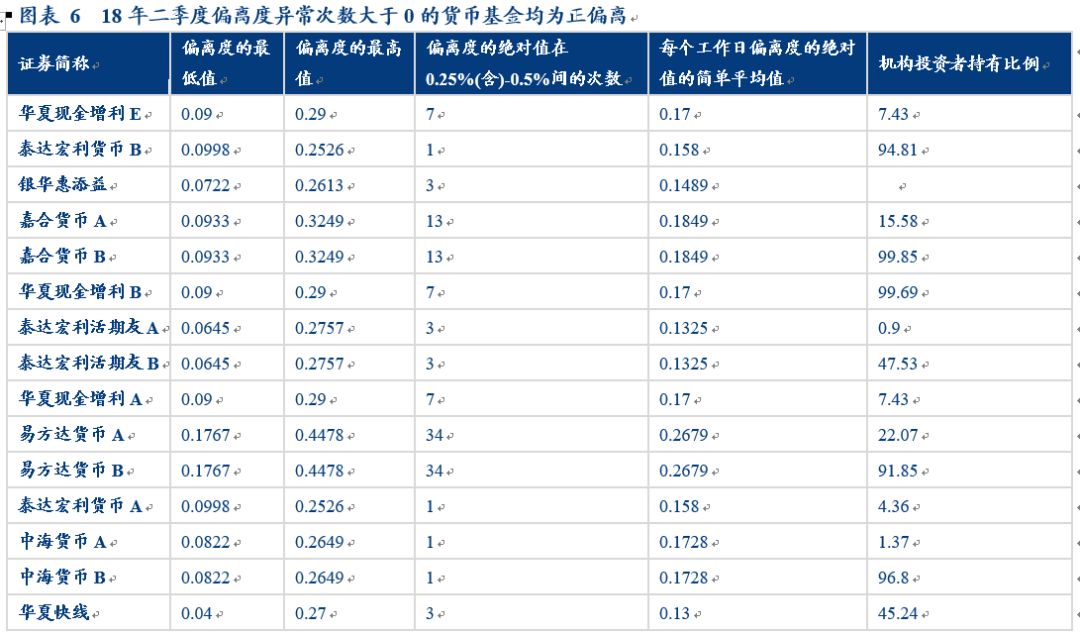 图表 6 18 年二季度偏离度异常次数大于 0 的货币基金均为正偏离
证券简称 偏离度的最低值 偏离度的最高值 偏离度的绝对值在0.25%(含)-0.5%间的次数 每个工作日偏离度的绝对值的简单平均值 机构投资者持有比例
华夏现金增利 E 0.09 0.29 7 0.17 7.43
泰达宏利货币 B 0.0998 0.2526 1 0.158 94.81
银华惠添益 0.0722 0.2613 3 0.1489
嘉合货币 A 0.0933 0.3249 13 0.1849 15.58
嘉合货币 B 0.0933 0.3249 13 0.1849 99.85
华夏现金增利 B 0.09 0.29 7 0.17 99.69
泰达宏利活期友 A 0.0645 0.2757 3 0.1325 0.9
泰达宏利活期友 B 0.0645 0.2757 3 0.1325 47.53
华夏现金增利 A 0.09 0.29 7 0.17 7.43
易方达货币 A 0.1767 0.4478 34 0.2679 22.07
易方达货币 B 0.1767 0.4478 34 0.2679 91.85
泰达宏利货币 A 0.0998 0.2526 1 0.158 4.36
中海货币 A 0.0822 0.2649 1 0.1728 1.37
中海货币 B 0.0822 0.2649 1 0.1728 96.8
华夏快线 0.04 0.27 3 0.13 45.24